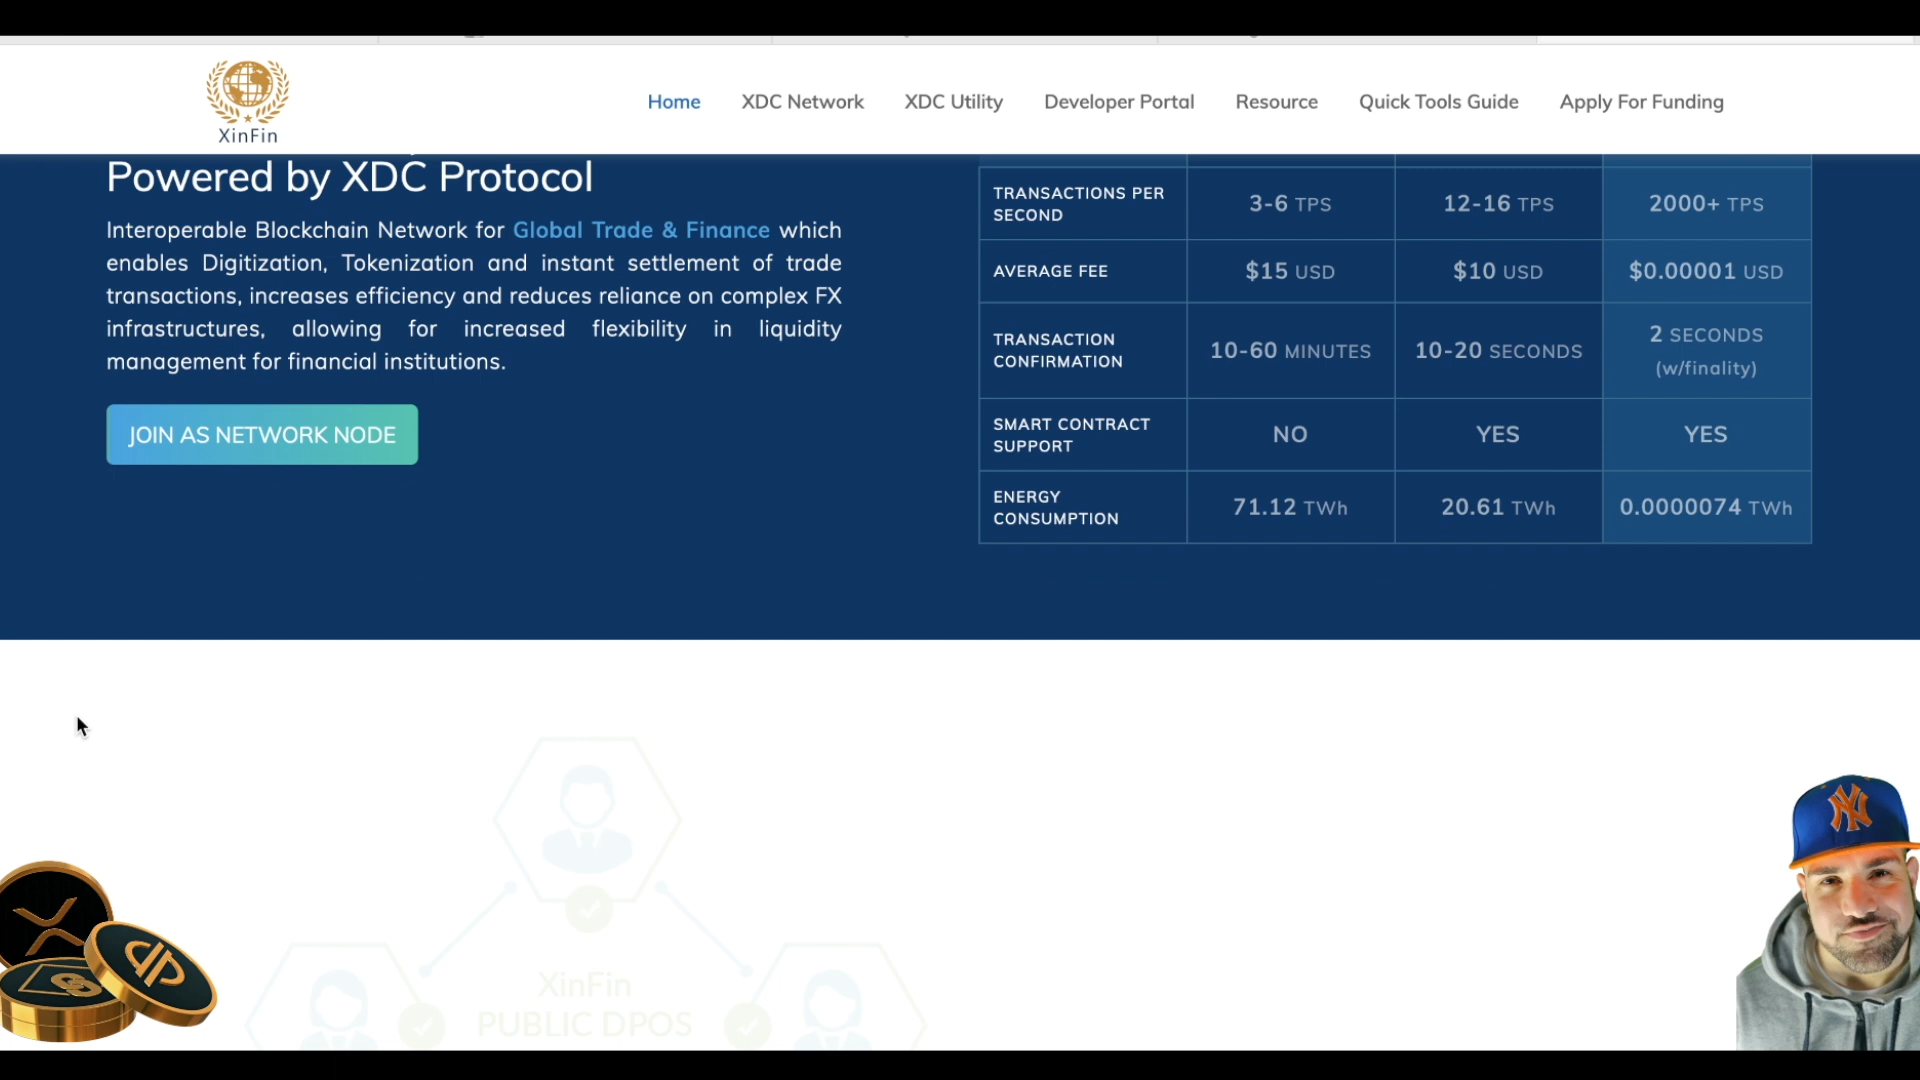 XinFin
Home XDC Network XDC Utility Developer Portal Resource Quick Tools Guide Apply For Funding
Powered by XDC Protocol
Interoperable Blockchain Network for Global Trade & Finance which
enables Digitization, Tokenization and instant settlement of trade
transactions, increases efficiency and reduces reliance on complex FX
infrastructures, allowing for increased flexibility in liquidity
management for financial institutions.
JOIN AS NETWORK NODE
TRANSACTIONS PER
SECOND
3-6 TPS
12-16 TPS
2000+ TPS
AVERAGE FEE
$15 USD
$10 USD
$0.00001 USD
TRANSACTION
CONFIRMATION
10-60 MINUTES
10-20 SECONDS
2 SECONDS
(w/finality)
SMART CONTRACT
SUPPORT
NO
YES
YES
ENERGY
CONSUMPTION
71.12 TWh
20.61 TWh
0.0000074 TWh
XinFin
PUBLIC DPOS
NY